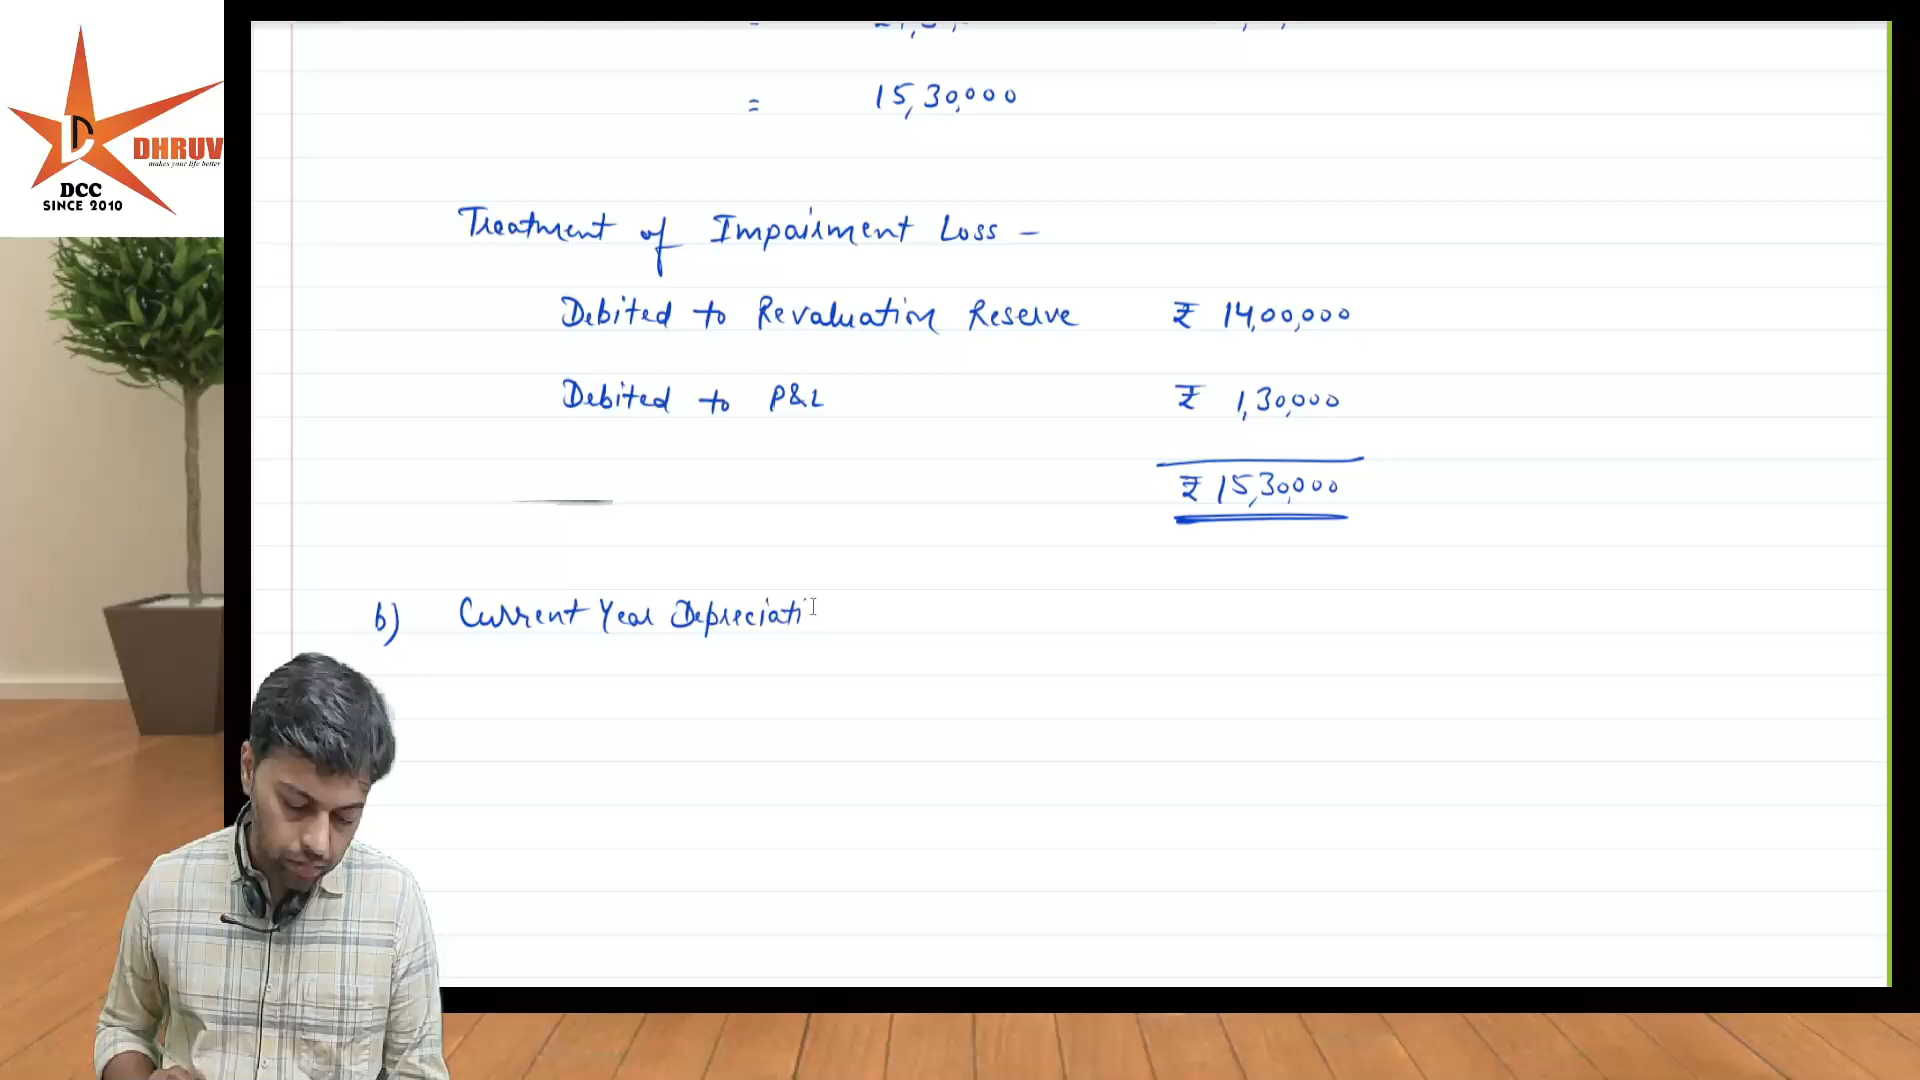 = 15,30,000
Treatment of Impairment Loss –
Debited to Revaluation Reserve ₹ 14,00,000
Debited to P&L ₹ 1,30,000
₹ 15,30,000
b) Current Year Depreciati
DC
DHRUV
makes your life better
DCC
SINCE 2010